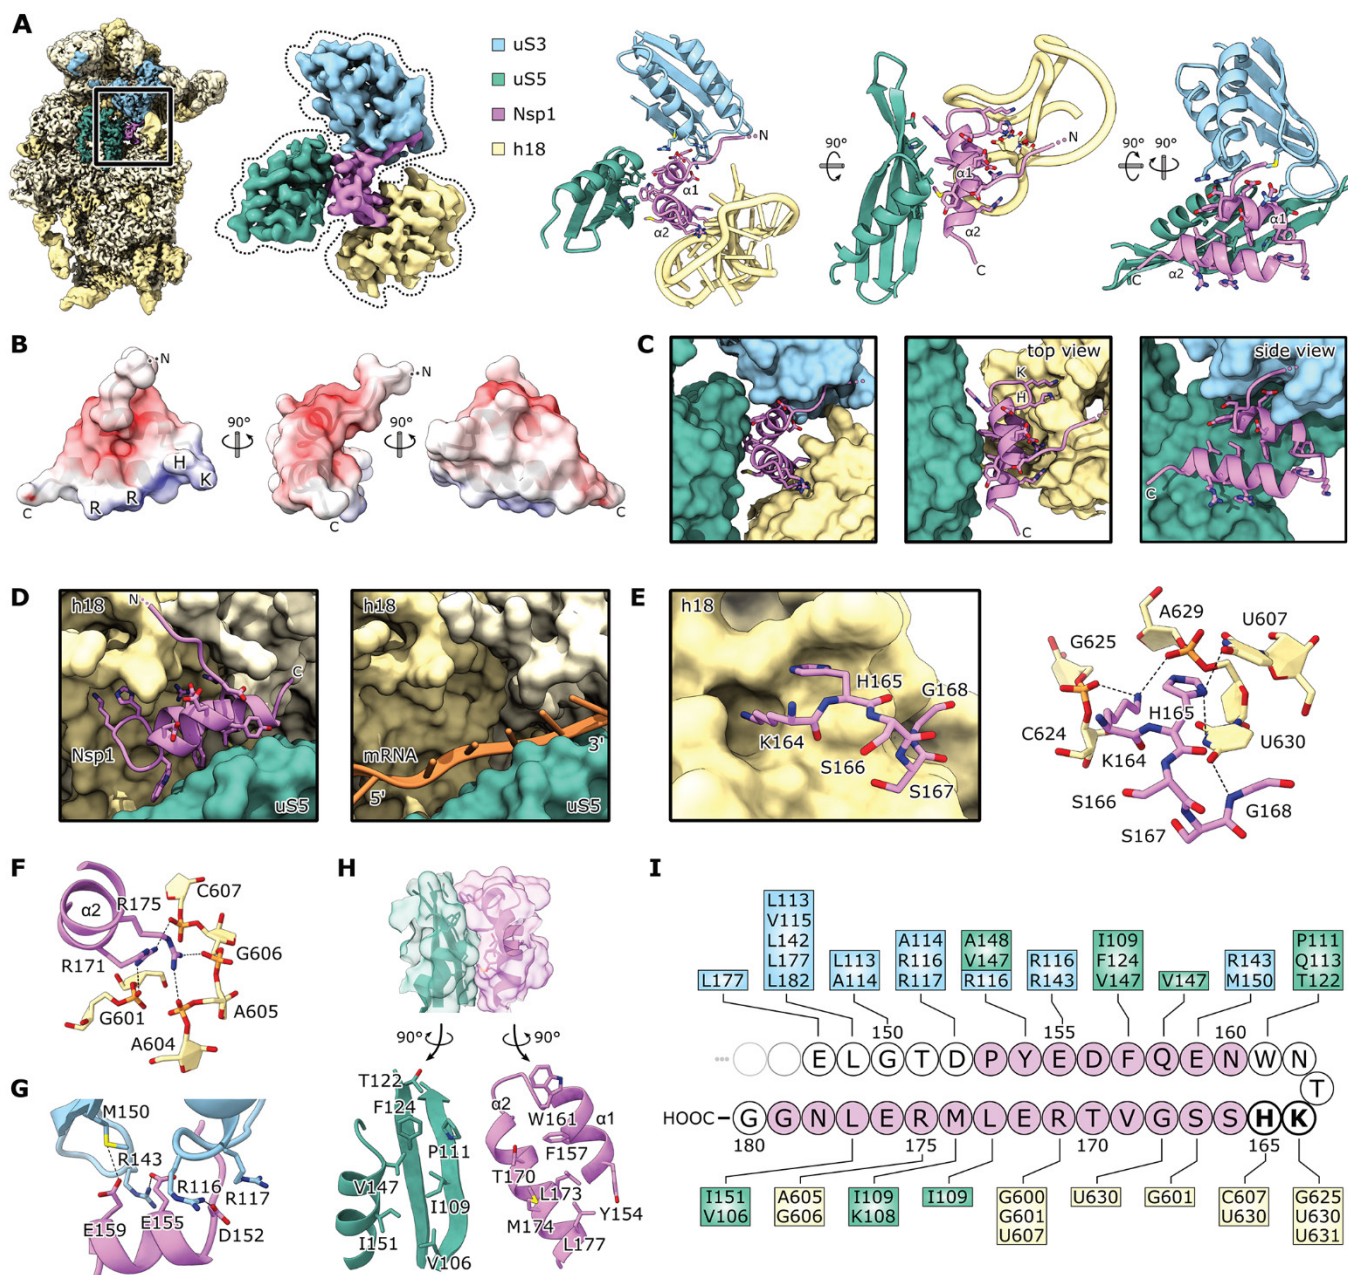 A
uS3
uS5
Nsp1
h18
N
α1
α2
90°
N
α1
α2
C
90°
90°
α1
α2
C
B
N
H
K
R
R
C
90°
N
C
90°
C
C
top view
K
H
C
side view
C
D
h18
N
C
Nsp1
uS5
h18
mRNA
3'
5'
uS5
E
h18
H165
G168
K164
S166
S167
A629
U607
G625
H165
C624
K164
U630
S166
G168
S167
F
C607
R175
α2
G606
R171
A605
G601
A604
G
M150
R143
R116
R117
E155
E159
D152
H
90°
90°
T122
F124
P111
V147
I109
I151
V106
α2
W161
α1
F157
T170
L173
Y154
M174
L177
I
L177
L113
V115
L142
L177
L182
L113
A114
A114
R116
R117
A148
V147
R116
R116
R143
I109
F124
V147
V147
R143
M150
P111
Q113
T122
150
155
160
E L G T D P Y E D F Q E N W N
T
HOOC G G N L E R M L E R T V G S S H K
180
175
170
165
I151
V106
A605
G606
I109
K108
I109
G600
G601
U607
U630
G601
C607
U630
G625
U630
U631